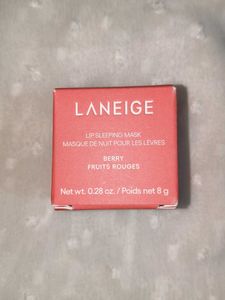 LANEIGE
LIP SLEEPING MASK
MASQUE DE NUIT POUR LES LÈVRES
BERRY
FRUITS ROUGES
Net wt. 0.28 oz. / Poids net 8 g